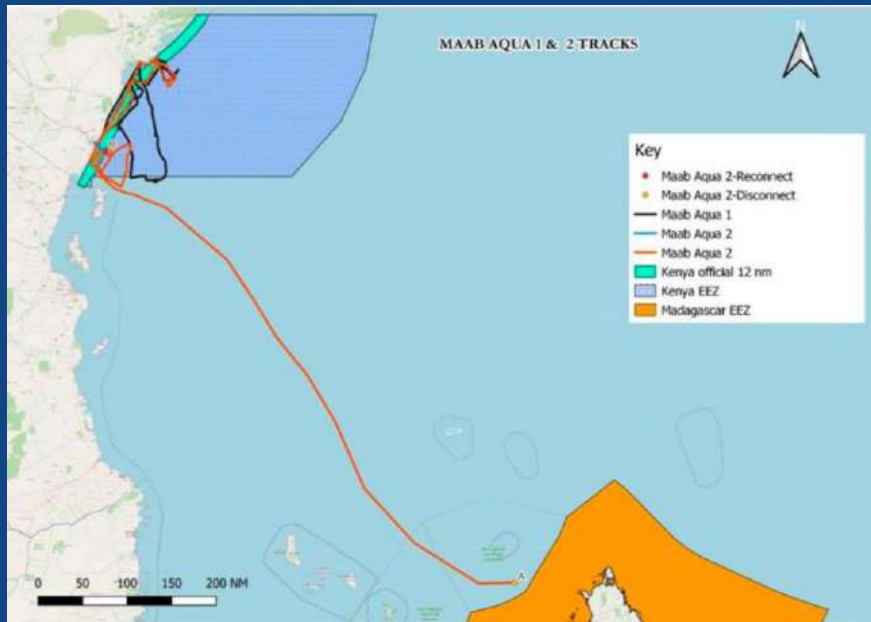 MAAB AQUA 1 & 2 TRACKS
N
Key
Maab Aqua 2-Reconnect
Maab Aqua 2-Disconnect
Maab Aqua 1
Maab Aqua 2
Maab Aqua 2
Kenya official 12 nm
Kenya EEZ
Madagascar EEZ
A
0 50 100 150 200 NM